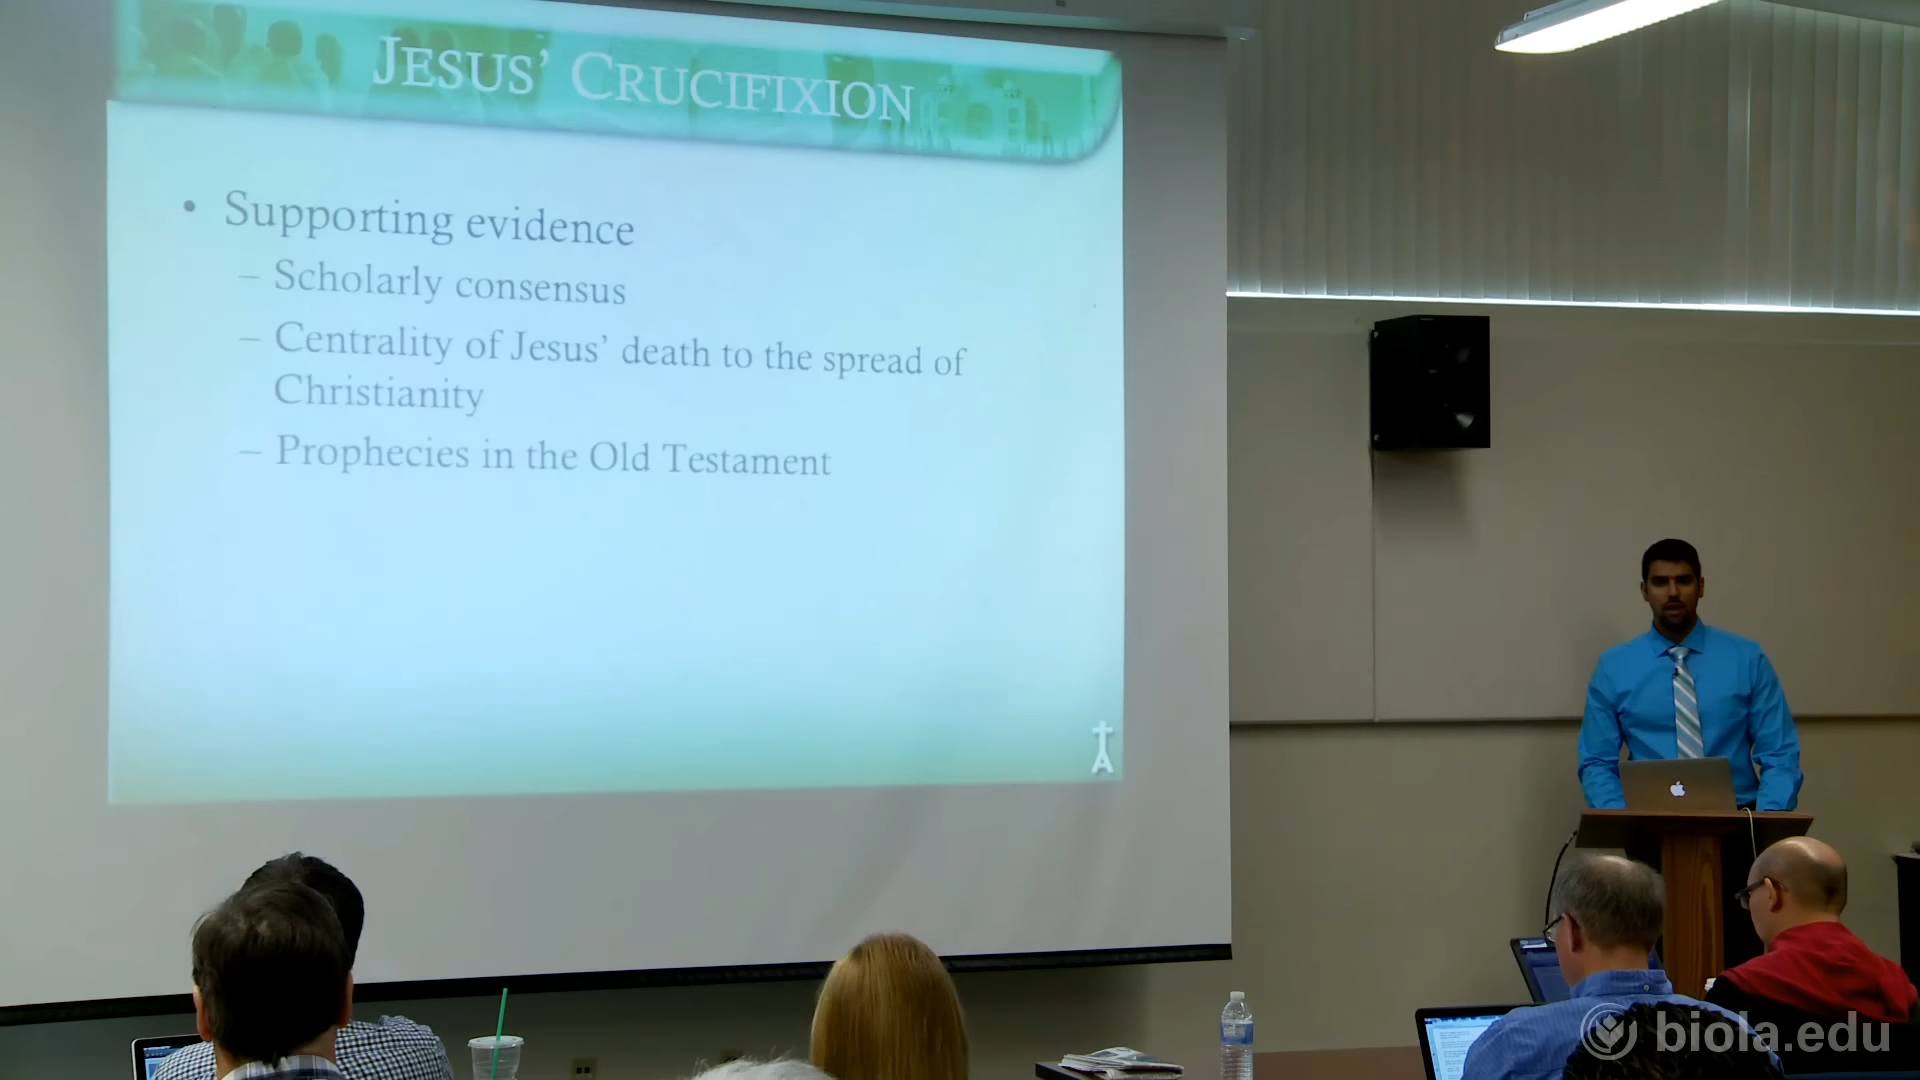 JESUS' CRUCIFIXION
• Supporting evidence
– Scholarly consensus
– Centrality of Jesus' death to the spread of
Christianity
– Prophecies in the Old Testament
biola.edu